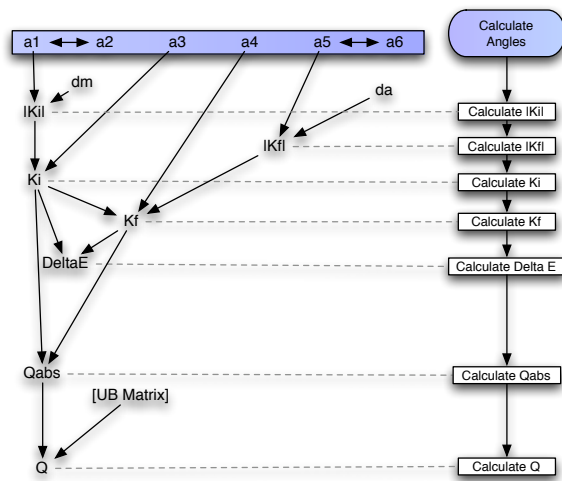 Calculate
Angles
a1 a2 a3 a4 a5 a6
dm
da
|Ki|
Calculate |Ki|
|Kf|
Calculate |Kf|
Ki
Calculate Ki
Kf
Calculate Kf
DeltaE
Calculate Delta E
Qabs
Calculate Qabs
[UB Matrix]
Q
Calculate Q